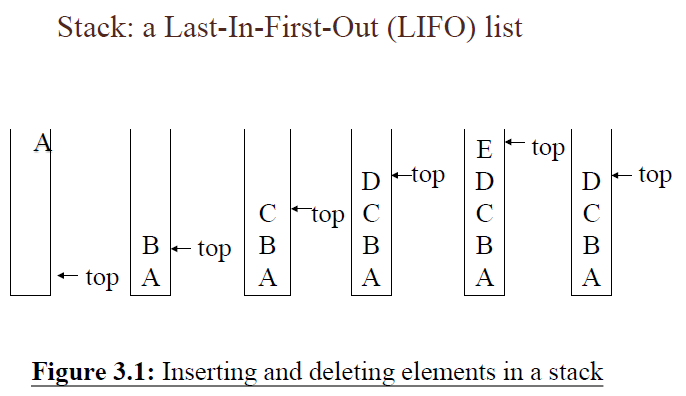 Stack: a Last-In-First-Out (LIFO) list
A
E top
D top D D top
C top C C C
B top B B B B
top A A A A A
Figure 3.1: Inserting and deleting elements in a stack